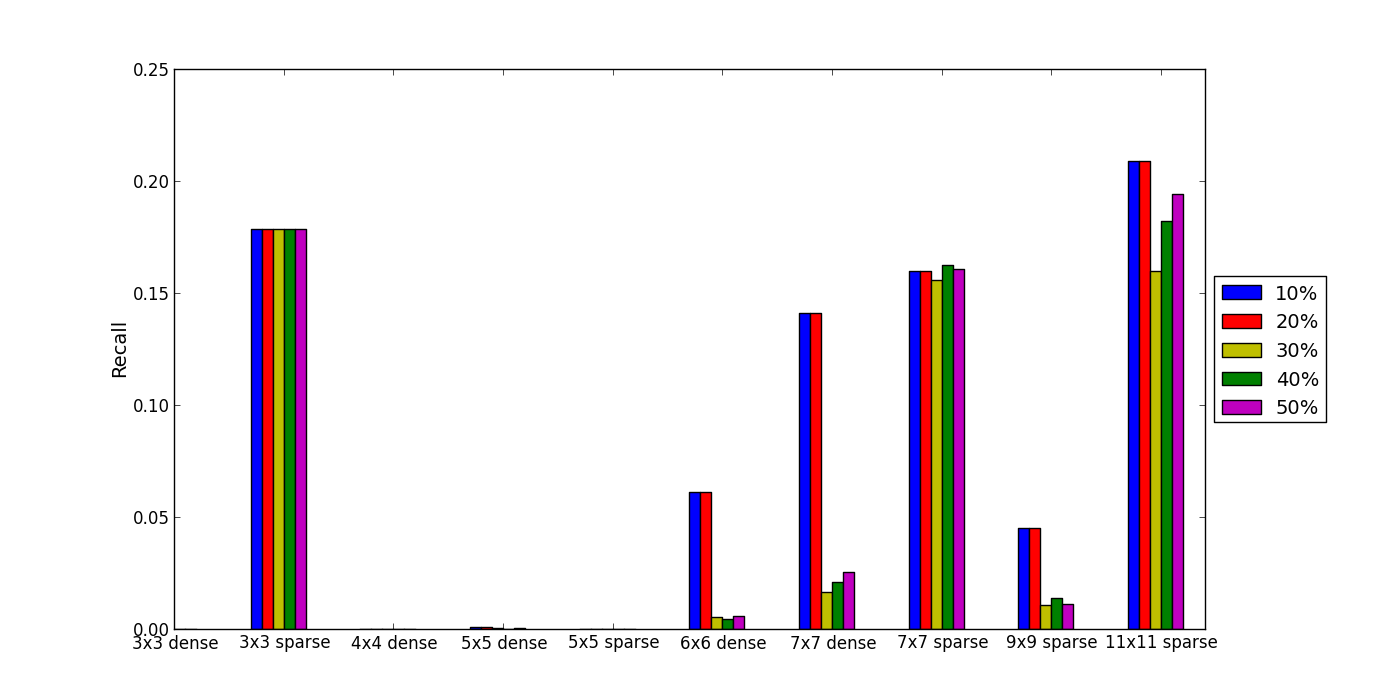 0.25
0.20
0.15
0.10
0.05
0.00
Recall
3x3 dense
3x3 sparse
4x4 dense
5x5 dense
5x5 sparse
6x6 dense
7x7 dense
7x7 sparse
9x9 sparse
11x11 sparse
10%
20%
30%
40%
50%